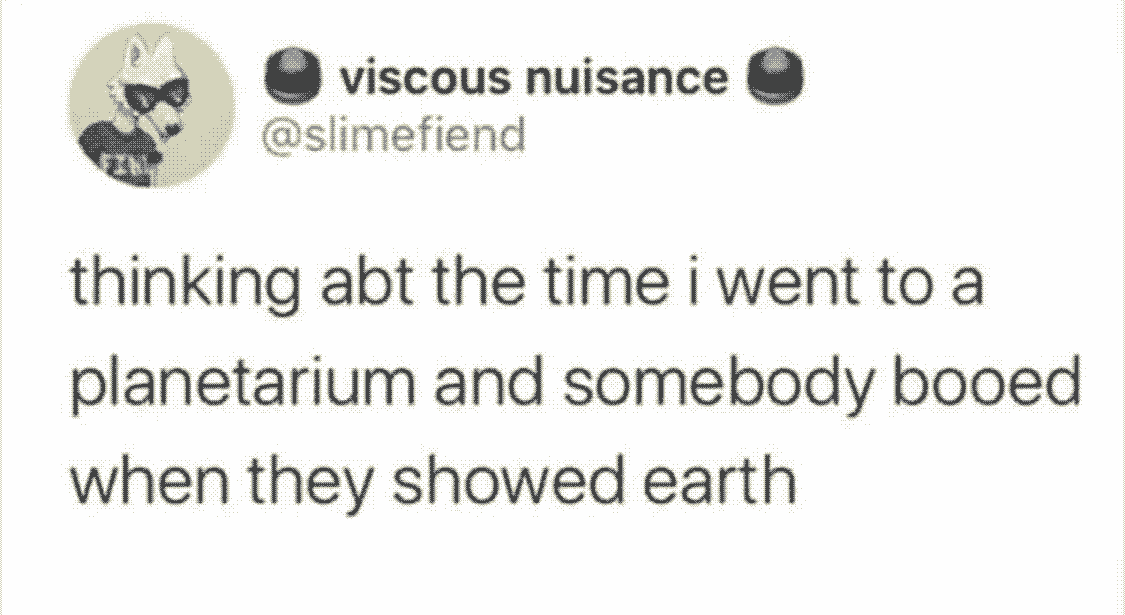 viscous nuisance
@slimefiend
thinking abt the time i went to a
planetarium and somebody booed
when they showed earth